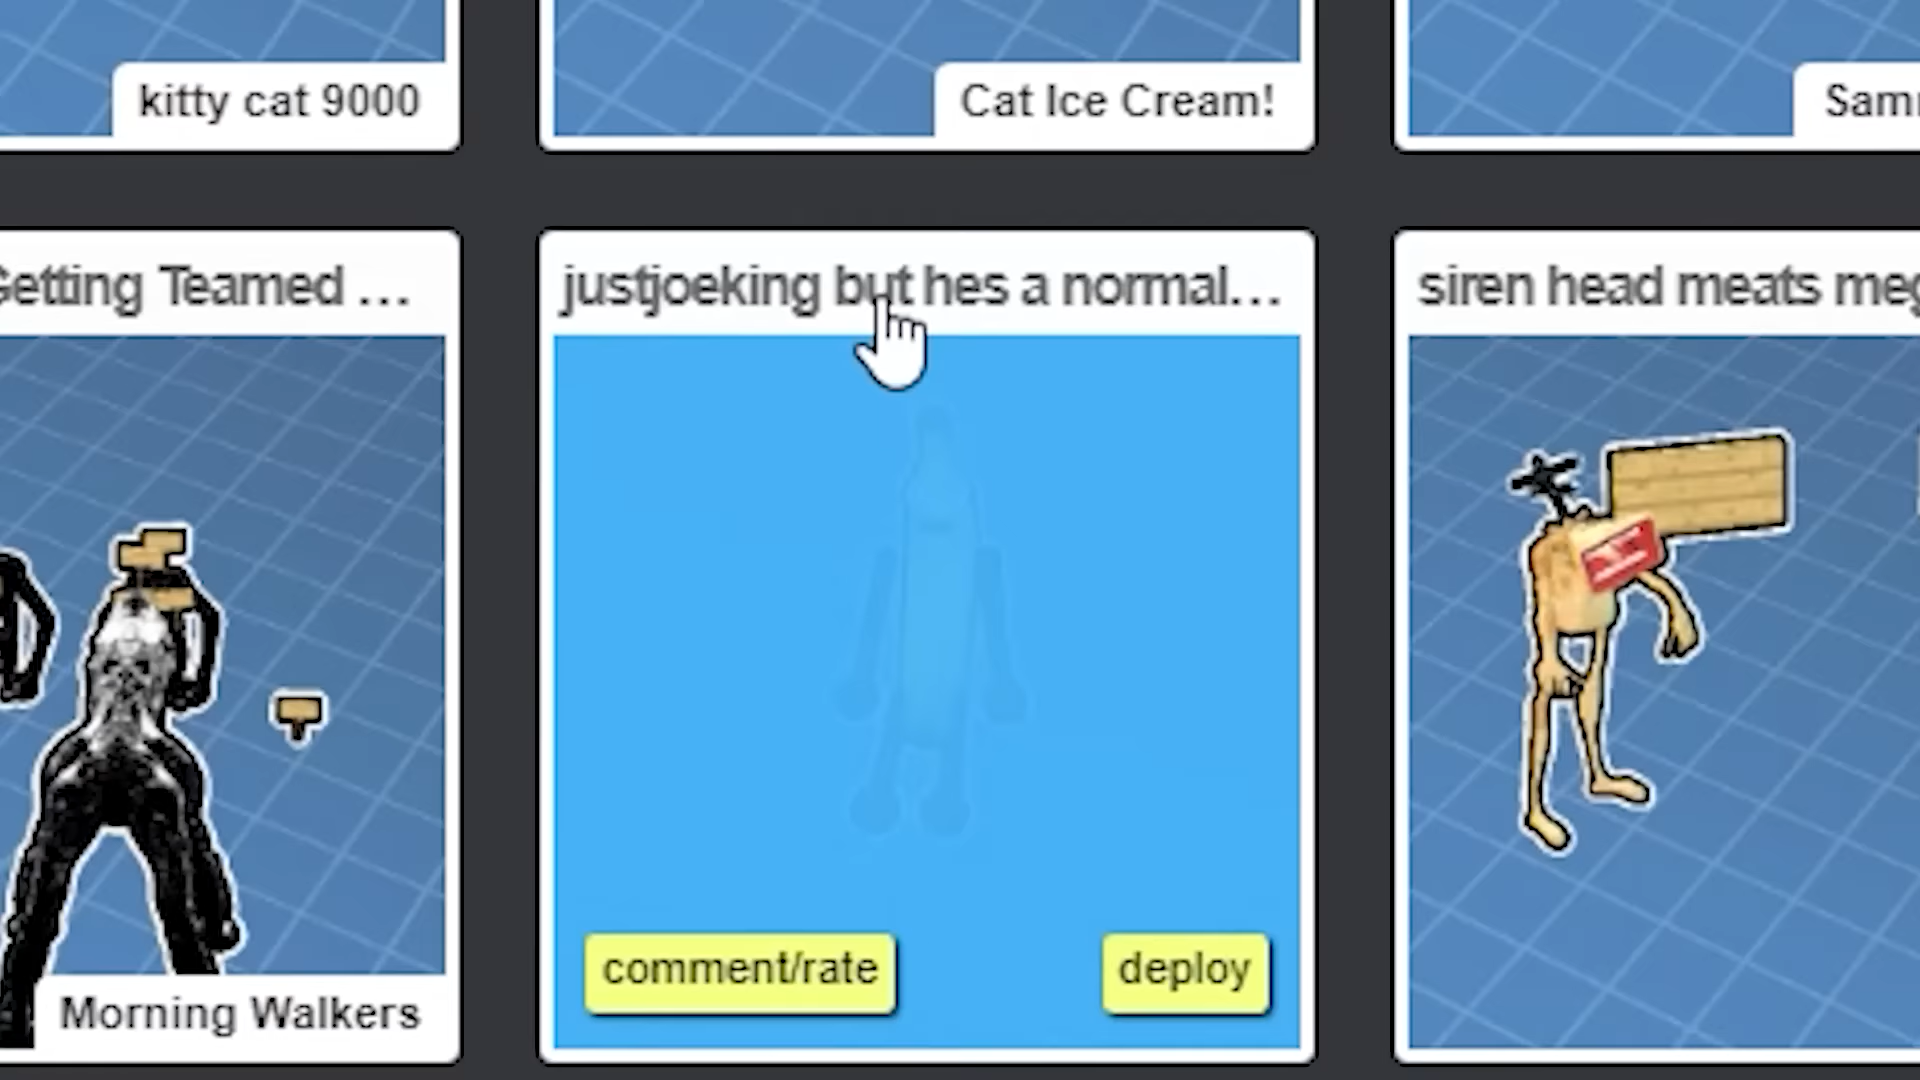 kitty cat 9000
Cat Ice Cream!
Sam
Getting Teamed ...
justjoeking but hes a normal...
siren head meats meg
Morning Walkers
comment/rate
deploy